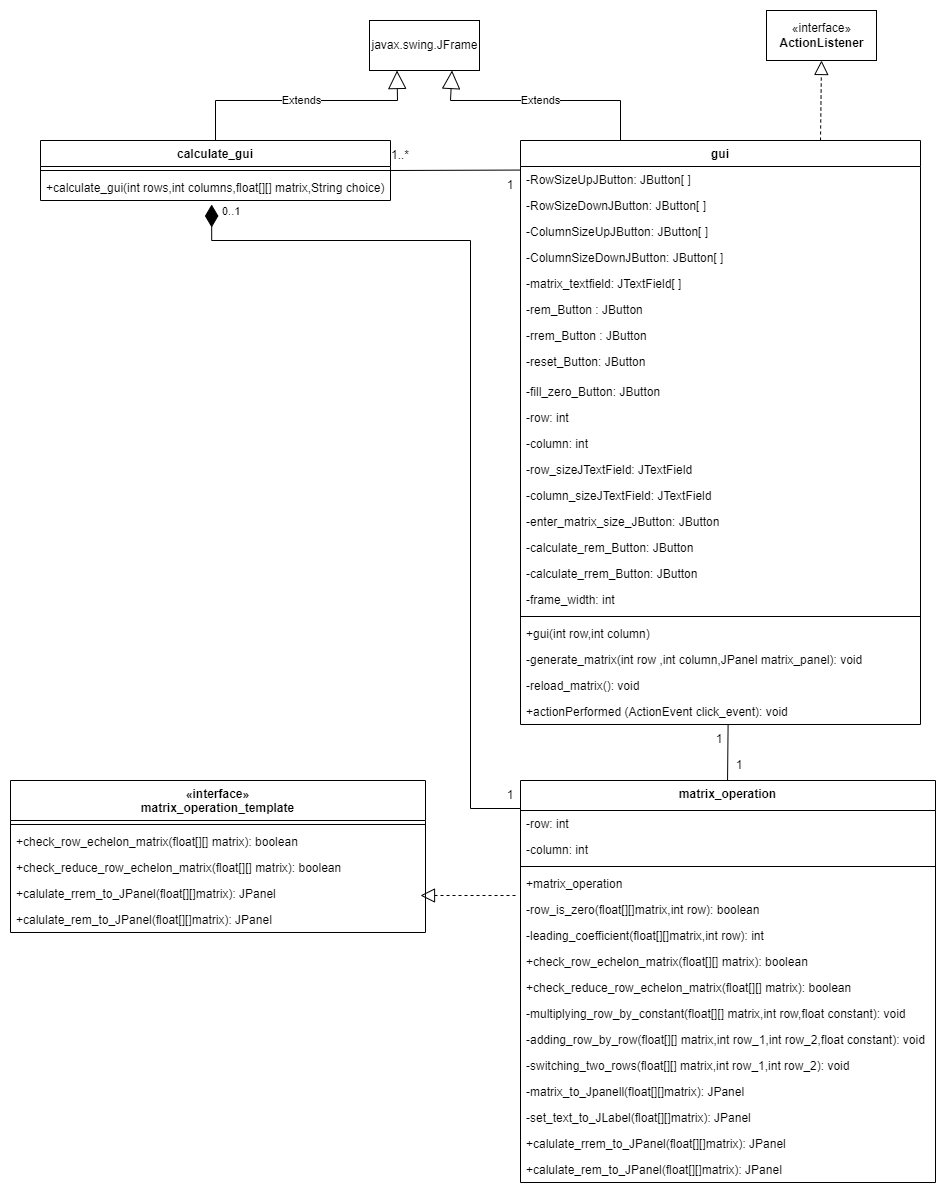 «interface»
ActionListener
javax.swing.JFrame
Extends
Extends
calculate_gui
+calculate_gui(int rows,int columns,float[][] matrix,String choice)
1..*
1
0..1
gui
-RowSizeUpJButton: JButton[ ]
-RowSizeDownJButton: JButton[ ]
-ColumnSizeUpJButton: JButton[ ]
-ColumnSizeDownJButton: JButton[ ]
-matrix_textfield: JTextField[ ]
-rem_Button : JButton
-rrem_Button : JButton
-reset_Button: JButton
-fill_zero_Button: JButton
-row: int
-column: int
-row_sizeJTextField: JTextField
-column_sizeJTextField: JTextField
-enter_matrix_size_JButton: JButton
-calculate_rem_Button: JButton
-calculate_rrem_Button: JButton
-frame_width: int
+gui(int row,int column)
-generate_matrix(int row ,int column,JPanel matrix_panel): void
-reload_matrix(): void
+actionPerformed (ActionEvent click_event): void
1
1
«interface»
matrix_operation_template
+check_row_echelon_matrix(float[][] matrix): boolean
+check_reduce_row_echelon_matrix(float[][] matrix): boolean
+calulate_rrem_to_JPanel(float[][]matrix): JPanel
+calulate_rem_to_JPanel(float[][]matrix): JPanel
1
matrix_operation
-row: int
-column: int
+matrix_operation
-row_is_zero(float[][]matrix,int row): boolean
-leading_coefficient(float[][]matrix,int row): int
+check_row_echelon_matrix(float[][] matrix): boolean
+check_reduce_row_echelon_matrix(float[][] matrix): boolean
-multiplying_row_by_constant(float[][] matrix,int row,float constant): void
-adding_row_by_row(float[][] matrix,int row_1,int row_2,float constant): void
-switching_two_rows(float[][] matrix,int row_1,int row_2): void
-matrix_to_Jpanell(float[][]matrix): JPanel
-set_text_to_JLabel(float[][]matrix): JPanel
+calulate_rrem_to_JPanel(float[][]matrix): JPanel
+calulate_rem_to_JPanel(float[][]matrix): JPanel